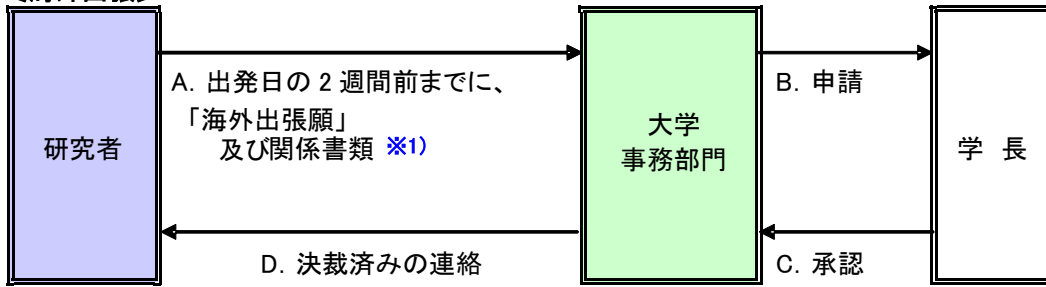 研究者
A. 出発日の 2 週間前までに、
「海外出張願」
及び関係書類 ※1)
大学
事務部門
B. 申請
学 長
D. 決裁済みの連絡
C. 承認